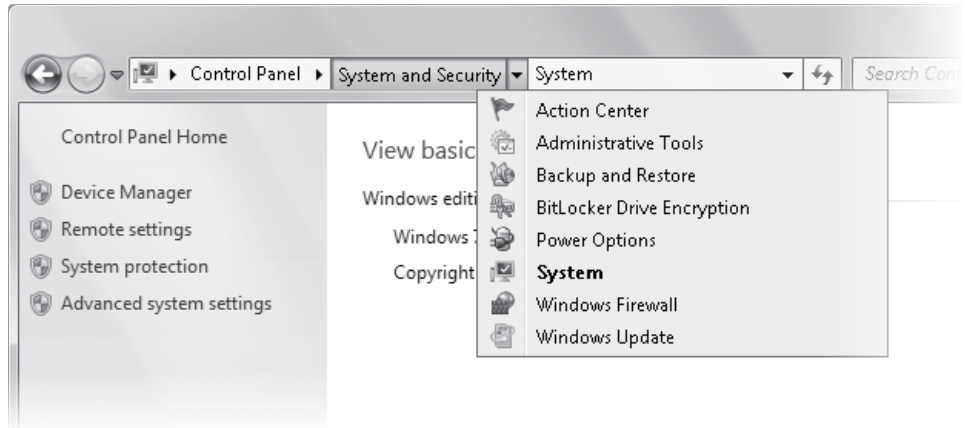 Control Panel System and Security System Search Con
Control Panel Home
Device Manager
Remote settings
System protection
Advanced system settings
View basic
Windows editi
Windows 7
Copyright
Action Center
Administrative Tools
Backup and Restore
BitLocker Drive Encryption
Power Options
System
Windows Firewall
Windows Update